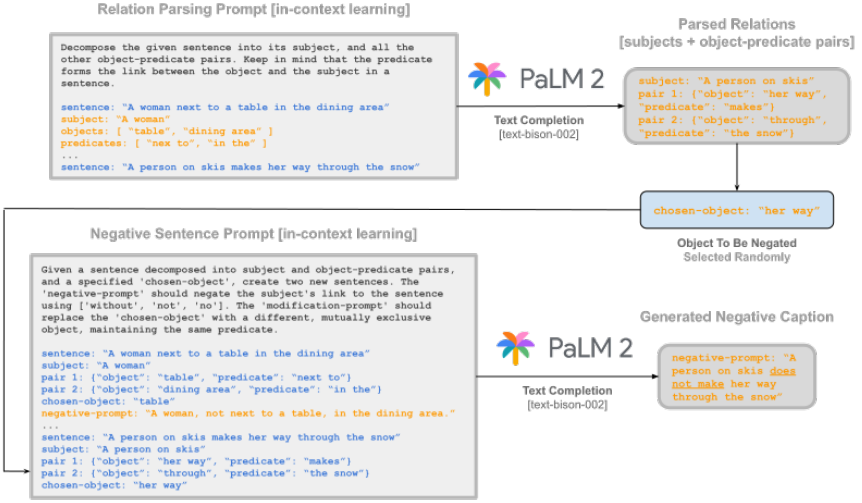 Relation Parsing Prompt [in-context learning]
Decompose the given sentence into its subject, and all the
other object-predicate pairs. Keep in mind that the predicate
forms the link between the object and the subject in a
sentence.
sentence: “A woman next to a table in the dining area”
subject: “A woman”
objects: [ “table”, “dining area” ]
predicates: [ “nex to”, “in the” ]
...
sentence: “A person on skis makes her way through the snow”
PaLM 2
Text Completion
[text-bison-002]
Parsed Relations
[subjects + object-predicate pairs]
subject: “A person on skis”
pair 1: {“object”: “her way”,
“predicate”: “makes”}
pair 2: {“object”: “through”,
“predicate”: “the snow”}
chosen-object: “her way”
Object To Be Negated
Selected Randomly
Negative Sentence Prompt [in-context learning]
Given a sentence decomposed into subject and object-predicate pairs,
and a specified 'chosen-object', create two new sentences. The
'negative-prompt' should negate the subject's link to the sentence
using ['without', 'not', 'no']. The 'modification-prompt' should
replace the 'chosen-object' with a different, mutually exclusive
object, maintaining the same predicate.
sentence: “A woman next to a table in the dining area”
subject: “A woman”
pair 1: {“object”: “table”, “predicate”: “next to”}
pair 2: {“object”: “dining area”, “predicate”: “in the}
chosen-object: “table”
negative-prompt: “A woman, not next to a table, in the dining area.”
...
sentence: “A person on skis makes her way through the snow”
subject: “A person on skis”
pair 1: {“object”: “her way”, “predicate”: “makes”}
pair 2: {“object”: “through”, “predicate”: “the snow”}
chosen-object: “her way”
PaLM 2
Text Completion
[text-bison-002]
Generated Negative Caption
negative-prompt: “A
person on skis does
not make her way
through the snow”